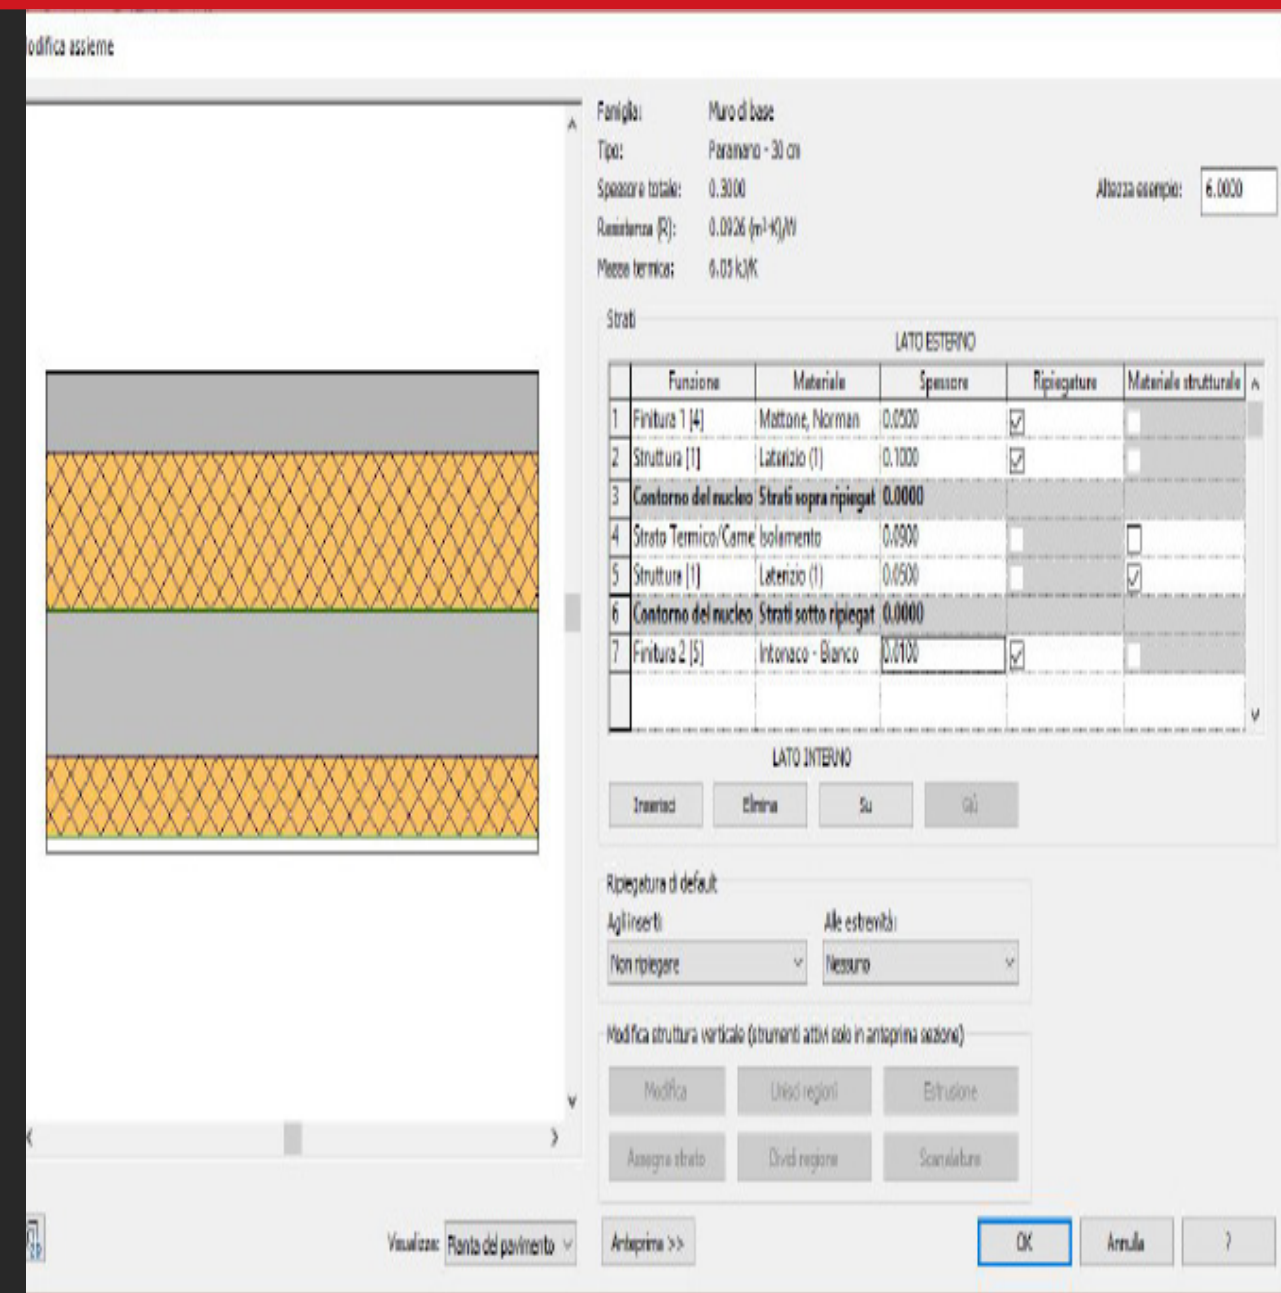 odifica assieme
Famiglia: Muro di base
Tipo: Paramano - 30 cm
Spessore totale: 0.3000
Altezza esempio: 6.0000
Resistenza (R): 0.0926 (m²·K)/W
Massa termica: 6.05 kJ/K
Strati
LATO ESTERNO
Funzione Materiale Spessore Ripiegature Materiale strutturale
1 Finitura 1 [4] Mattone, Norman 0.0500
2 Struttura [1] Laterizio (1) 0.1000
3 Contorno del nucleo Strati sopra ripiegat 0.0000
4 Strato Termico/Came Isolamento 0.0900
5 Struttura [1] Laterizio (1) 0.0500
6 Contorno del nucleo Strati sotto ripiegat 0.0000
7 Finitura 2 [5] Intonaco - Bianco 0.0100
LATO INTERNO
Inserisci Elimina Su Giù
Ripiegatura di default
Agli inserti: Alle estremità:
Non ripiegare Nessuno
Modifica struttura verticale (strumenti attivi solo in anteprima sezione)
Modifica Unisci regioni Estrusione
Assegna strato Dividi regione Scanalature
Visualizza: Pianta del pavimento Anteprima >> OK Annulla ?